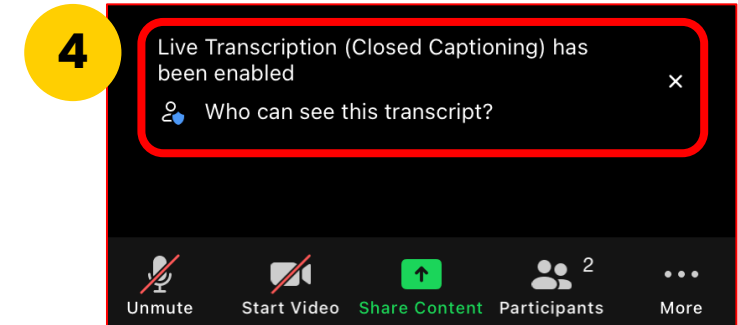 4
Live Transcription (Closed Captioning) has
been enabled
Who can see this transcript?
2
Unmute Start Video Share Content Participants More